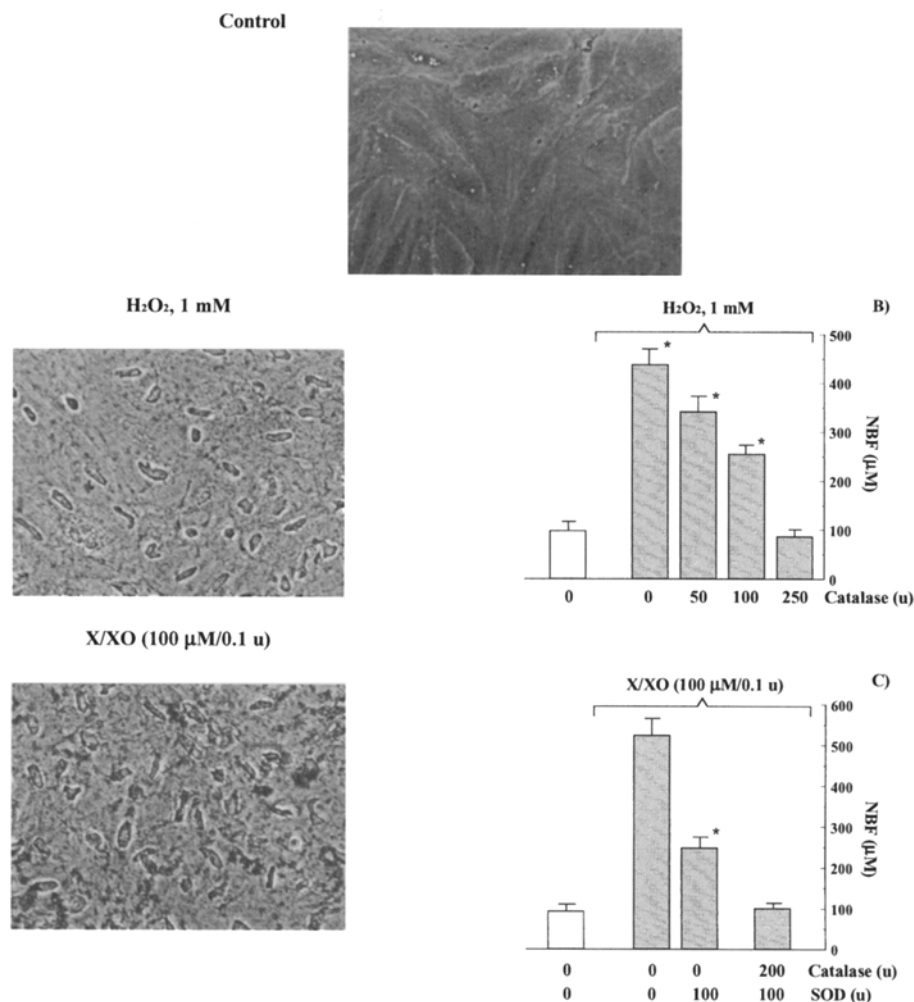 Control
H2O2, 1 mM
X/XO (100 µM/0.1 u)
B)
H2O2, 1 mM
500
400
300
200
100
0
NBF (µM)
*
*
*
0 0 50 100 250 Catalase (u)
C)
X/XO (100 µM/0.1 u)
600
500
400
300
200
100
0
NBF (µM)
*
0 0 0 200 Catalase (u)
0 0 100 100 SOD (u)